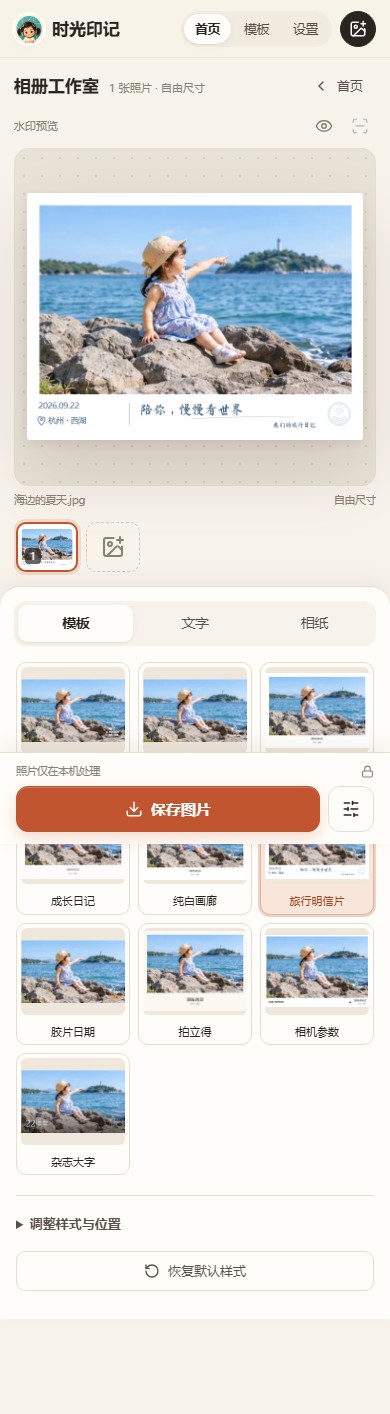 时光印记
首页 模板 设置
相册工作室 1 张照片 · 自由尺寸 首页
水印预览
2026.09.22
杭州 · 西湖
陪你，慢慢看世界
我们的旅行日记
海边的夏天.jpg 自由尺寸
1
模板 文字 相纸
照片仅在本机处理
保存图片
成长日记 纯白画廊 旅行明信片
胶片日期 拍立得 相机参数
杂志大字
调整样式与位置
恢复默认样式